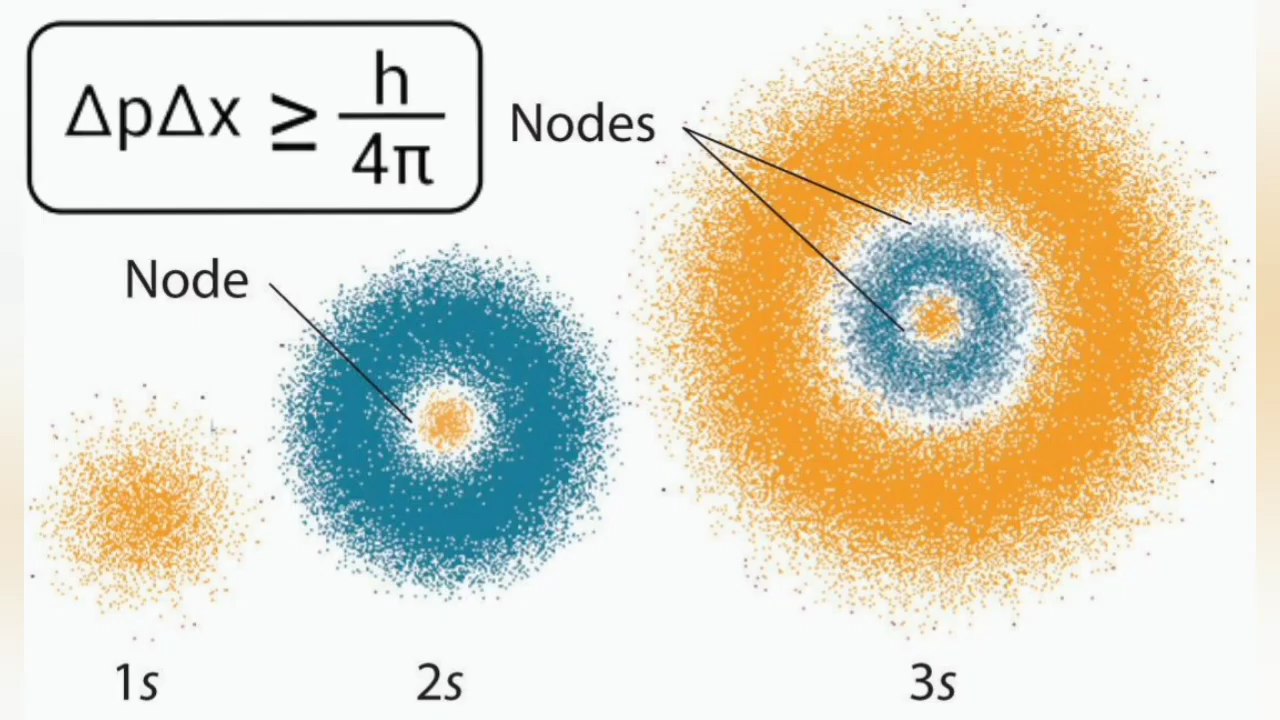 ΔpΔx ≥ h/4π
Nodes
Node
1s
2s
3s